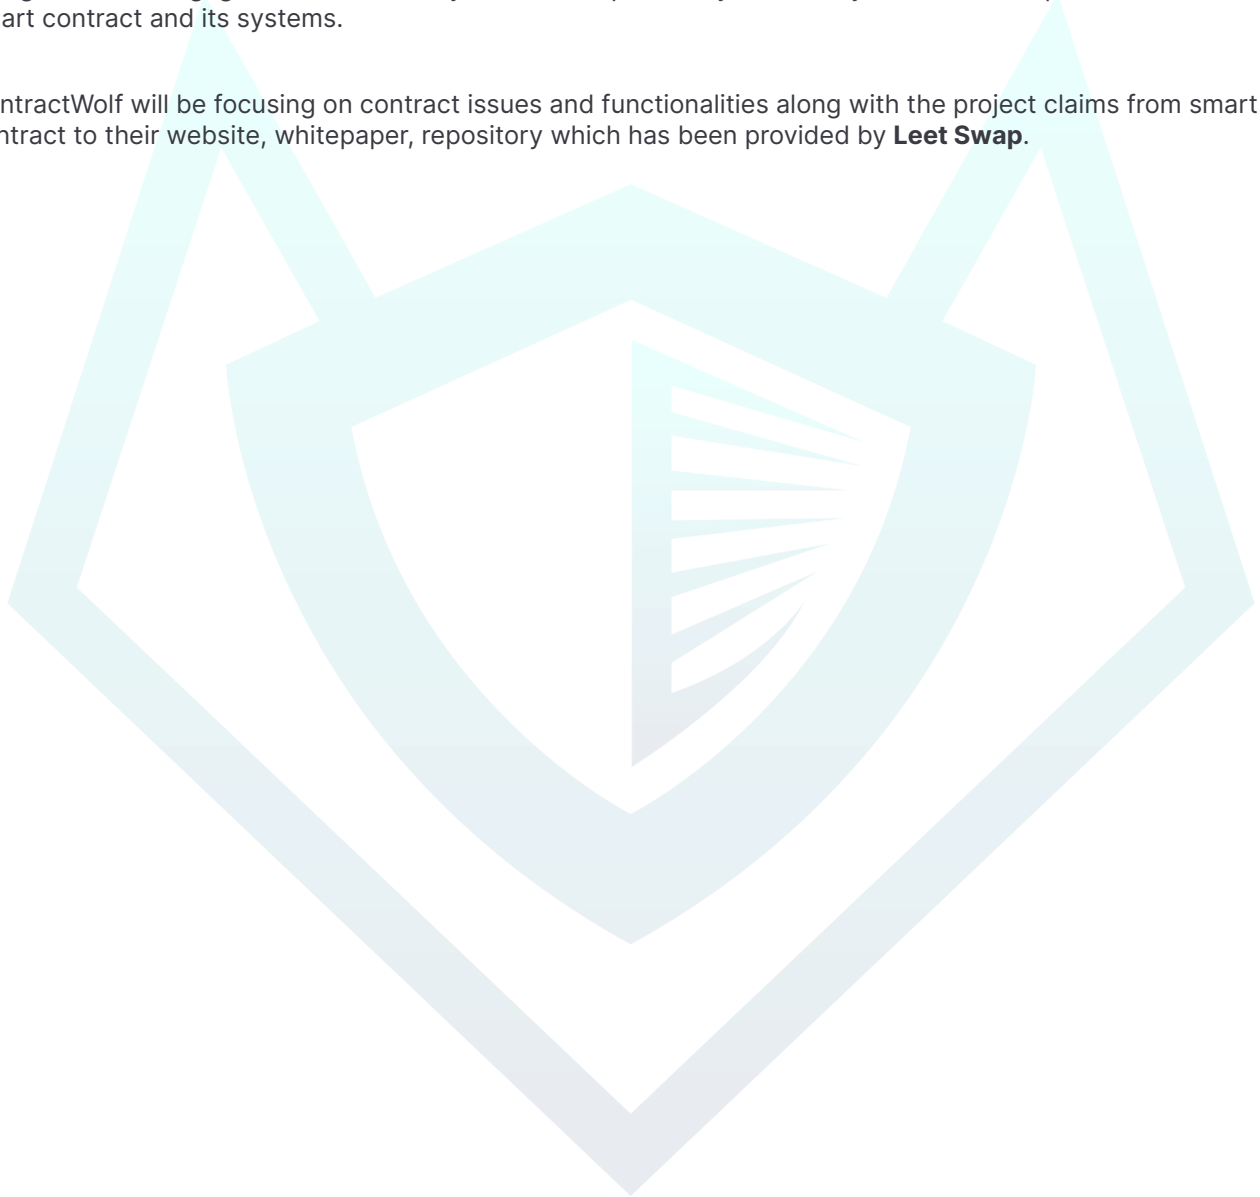 art contract and its systems.
ntractWolf will be focusing on contract issues and functionalities along with the project claims from smart
ntract to their website, whitepaper, repository which has been provided by Leet Swap.